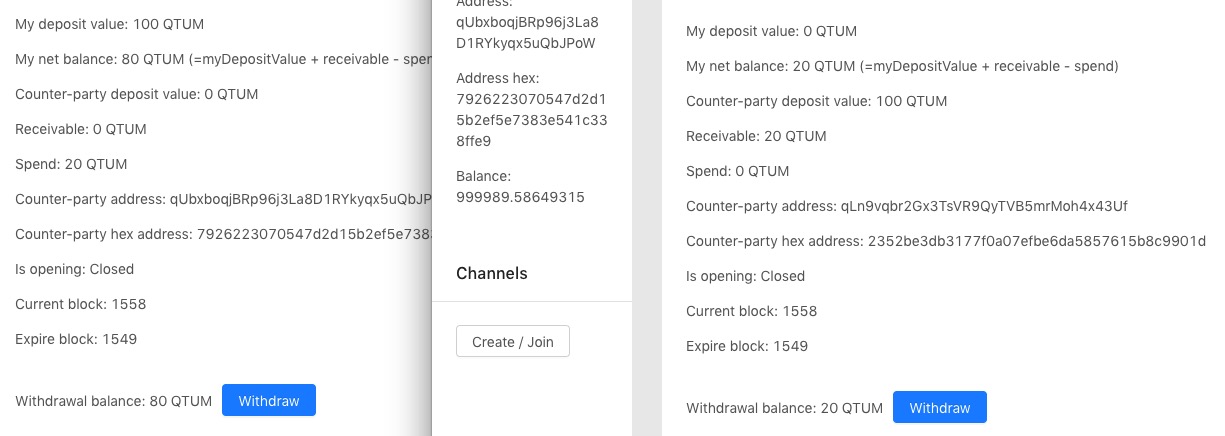 My deposit value: 100 QTUM
My net balance: 80 QTUM (=myDepositValue + receivable - spen
Counter-party deposit value: 0 QTUM
Receivable: 0 QTUM
Spend: 20 QTUM
Counter-party address: qUbxboqjBRp96j3La8D1RYkyqx5uQbJP
Counter-party hex address: 7926223070547d2d15b2ef5e738
Is opening: Closed
Current block: 1558
Expire block: 1549
Withdrawal balance: 80 QTUM
Withdraw
Address:
qUbxboqjBRp96j3La8
D1RYkyqx5uQbJPoW
Address hex:
7926223070547d2d1
5b2ef5e7383e541c33
8ffe9
Balance:
999989.58649315
Channels
Create / Join
My deposit value: 0 QTUM
My net balance: 20 QTUM (=myDepositValue + receivable - spend)
Counter-party deposit value: 100 QTUM
Receivable: 20 QTUM
Spend: 0 QTUM
Counter-party address: qLn9vqbr2Gx3TsVR9QyTVB5mrMoh4x43Uf
Counter-party hex address: 2352be3db3177f0a07efbe6da5857615b8c9901d
Is opening: Closed
Current block: 1558
Expire block: 1549
Withdrawal balance: 20 QTUM
Withdraw